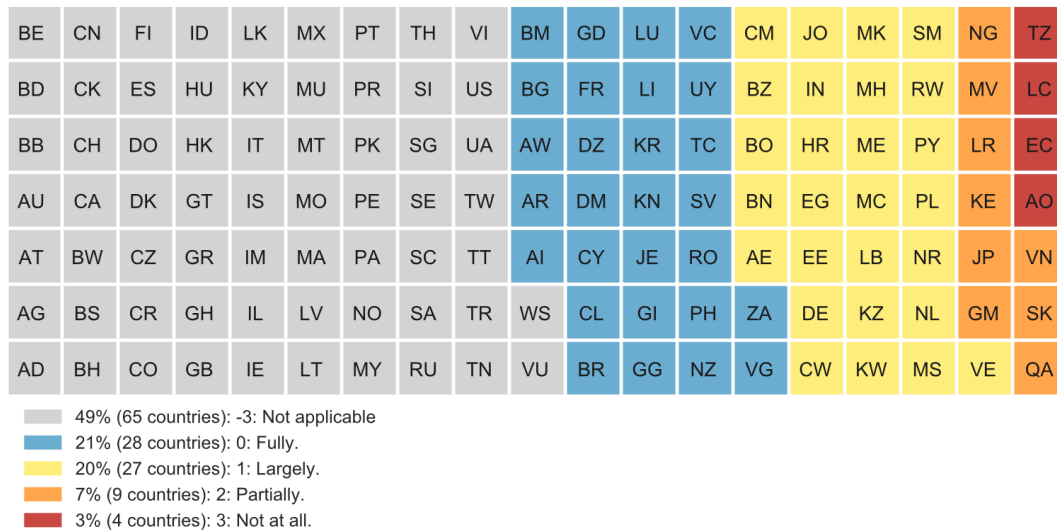 BE CN FI ID LK MX PT TH VI BM GD LU VC CM JO MK SM NG TZ
BD CK ES HU KY MU PR SI US BG FR LI UY BZ IN MH RW MV LC
BB CH DO HK IT MT PK SG UA AW DZ KR TC BO HR ME PY LR EC
AU CA DK GT IS MO PE SE TW AR DM KN SV BN EG MC PL KE AO
AT BW CZ GR IM MA PA SC TT AI CY JE RO AE EE LB NR JP VN
AG BS CR GH IL LV NO SA TR WS CL GI PH ZA DE KZ NL GM SK
AD BH CO GB IE LT MY RU TN VU BR GG NZ VG CW KW MS VE QA
49% (65 countries): -3: Not applicable
21% (28 countries): 0: Fully.
20% (27 countries): 1: Largely.
7% (9 countries): 2: Partially.
3% (4 countries): 3: Not at all.